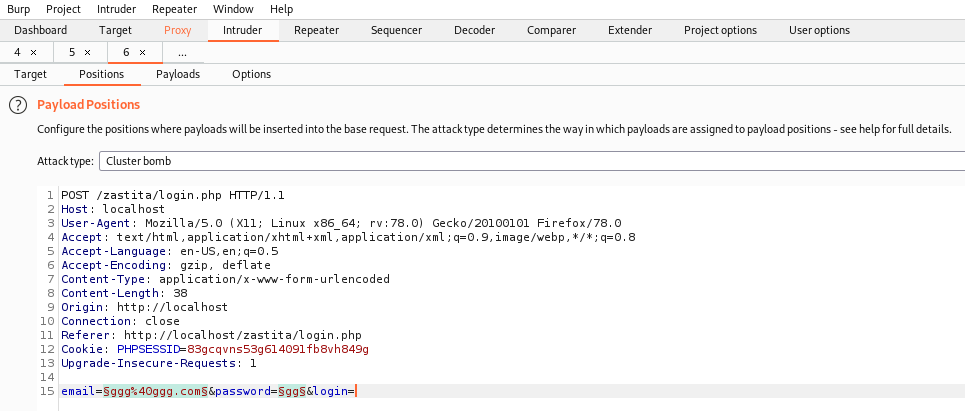 Burp Project Intruder Repeater Window Help
Dashboard Target Proxy Intruder Repeater Sequencer Decoder Comparer Extender Project options User options
4 × 5 × 6 × ...
Target Positions Payloads Options
? Payload Positions
Configure the positions where payloads will be inserted into the base request. The attack type determines the way in which payloads are assigned to payload positions - see help for full details.
Attack type: Cluster bomb
1 POST /zastita/login.php HTTP/1.1
2 Host: localhost
3 User-Agent: Mozilla/5.0 (X11; Linux x86_64; rv:78.0) Gecko/20100101 Firefox/78.0
4 Accept: text/html,application/xhtml+xml,application/xml;q=0.9,image/webp,*/*;q=0.8
5 Accept-Language: en-US,en;q=0.5
6 Accept-Encoding: gzip, deflate
7 Content-Type: application/x-www-form-urlencoded
8 Content-Length: 38
9 Origin: http://localhost
10 Connection: close
11 Referer: http://localhost/zastita/login.php
12 Cookie: PHPSESSID=83gcqvns53g614091fb8vh849g
13 Upgrade-Insecure-Requests: 1
14
15 email=§ggg%40ggg.com§&password=§gg§&login=